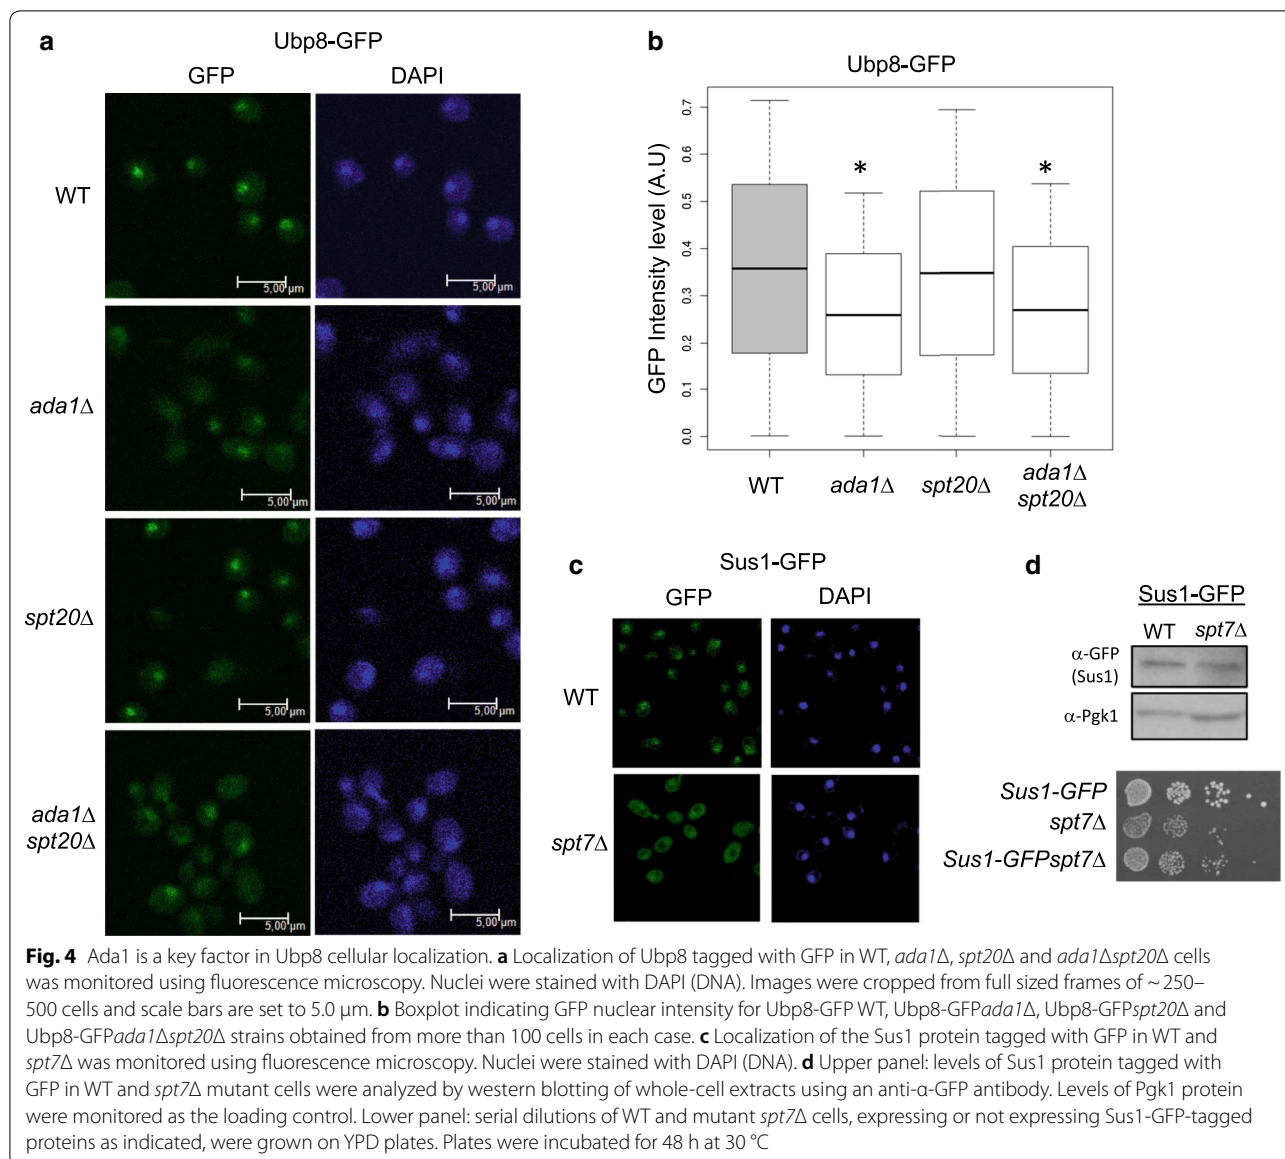 a
Ubp8-GFP
GFP DAPI
WT
5,00 µm 5,00 µm
ada1Δ
5,00 µm 5,00 µm
spt20Δ
5,00 µm 5,00 µm
ada1Δ
spt20Δ
5,00 µm 5,00 µm
b
Ubp8-GFP
GFP Intensity level (A.U)
0.7
0.6
0.5
0.4
0.3
0.2
0.1
0.0
* *
WT ada1Δ spt20Δ ada1Δ
spt20Δ
c
Sus1-GFP
GFP DAPI
WT
spt7Δ
d
Sus1-GFP
WT spt7Δ
α-GFP
(Sus1)
α-Pgk1
Sus1-GFP
spt7Δ
Sus1-GFPspt7Δ
Fig. 4 Ada1 is a key factor in Ubp8 cellular localization. a Localization of Ubp8 tagged with GFP in WT, ada1Δ, spt20Δ and ada1Δspt20Δ cells
was monitored using fluorescence microscopy. Nuclei were stained with DAPI (DNA). Images were cropped from full sized frames of ~ 250–
500 cells and scale bars are set to 5.0 µm. b Boxplot indicating GFP nuclear intensity for Ubp8-GFP WT, Ubp8-GFPada1Δ, Ubp8-GFPspt20Δ and
Ubp8-GFPada1Δspt20Δ strains obtained from more than 100 cells in each case. c Localization of the Sus1 protein tagged with GFP in WT and
spt7Δ was monitored using fluorescence microscopy. Nuclei were stained with DAPI (DNA). d Upper panel: levels of Sus1 protein tagged with
GFP in WT and spt7Δ mutant cells were analyzed by western blotting of whole-cell extracts using an anti-α-GFP antibody. Levels of Pgk1 protein
were monitored as the loading control. Lower panel: serial dilutions of WT and mutant spt7Δ cells, expressing or not expressing Sus1-GFP-tagged
proteins as indicated, were grown on YPD plates. Plates were incubated for 48 h at 30 °C